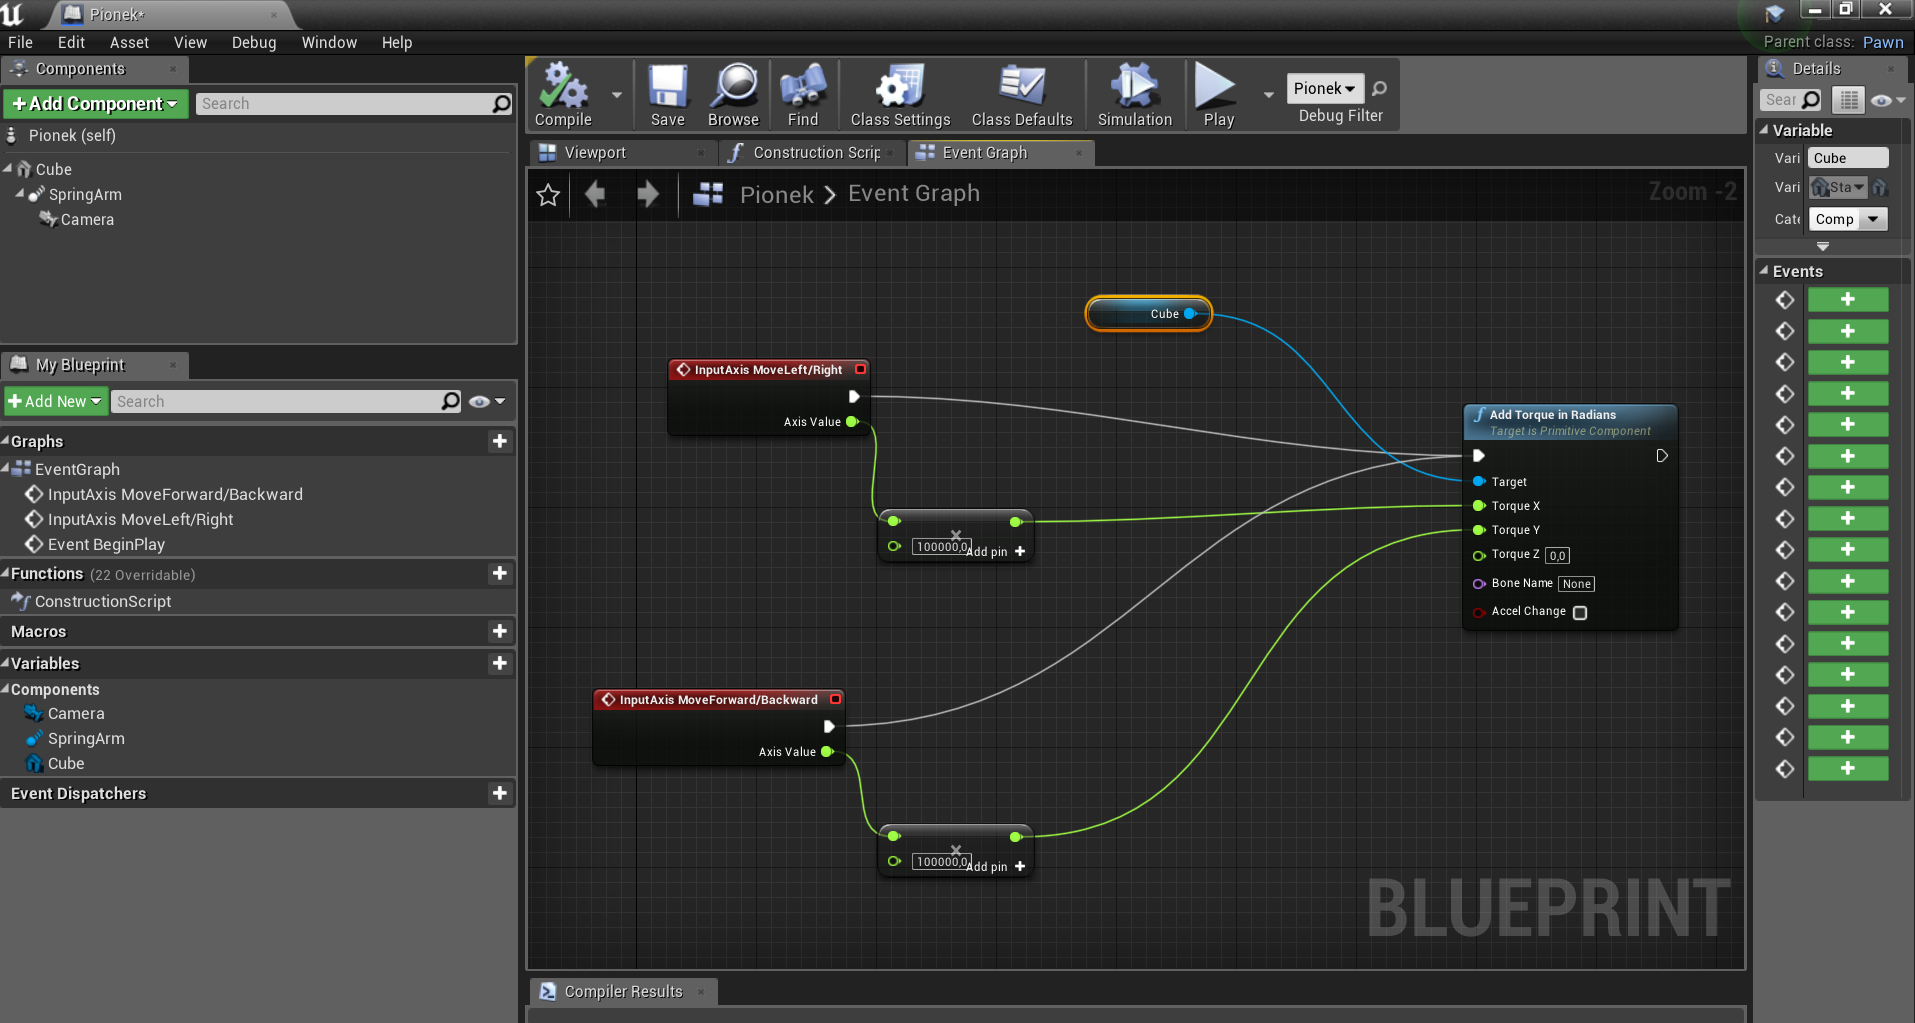 Pionek*
File Edit Asset View Debug Window Help
Parent class: Pawn
Components
+Add Component
Search
Pionek (self)
Cube
SpringArm
Camera
My Blueprint
+Add New
Search
Graphs
EventGraph
InputAxis MoveForward/Backward
InputAxis MoveLeft/Right
Event BeginPlay
Functions (22 Overridable)
ConstructionScript
Macros
Variables
Components
Camera
SpringArm
Cube
Event Dispatchers
Compile
Save
Browse
Find
Class Settings
Class Defaults
Simulation
Play
Pionek
Debug Filter
Viewport
Construction Scrip
Event Graph
Pionek > Event Graph
Zoom -2
Cube
InputAxis MoveLeft/Right
Axis Value
100000,0
Add pin +
Add Torque in Radians
Target is Primitive Component
Target
Torque X
Torque Y
Torque Z 0,0
Bone Name None
Accel Change
InputAxis MoveForward/Backward
Axis Value
100000,0
Add pin +
BLUEPRINT
Compiler Results
Details
Sear
Variable
Vari Cube
Vari Sta
Cate Comp
Events